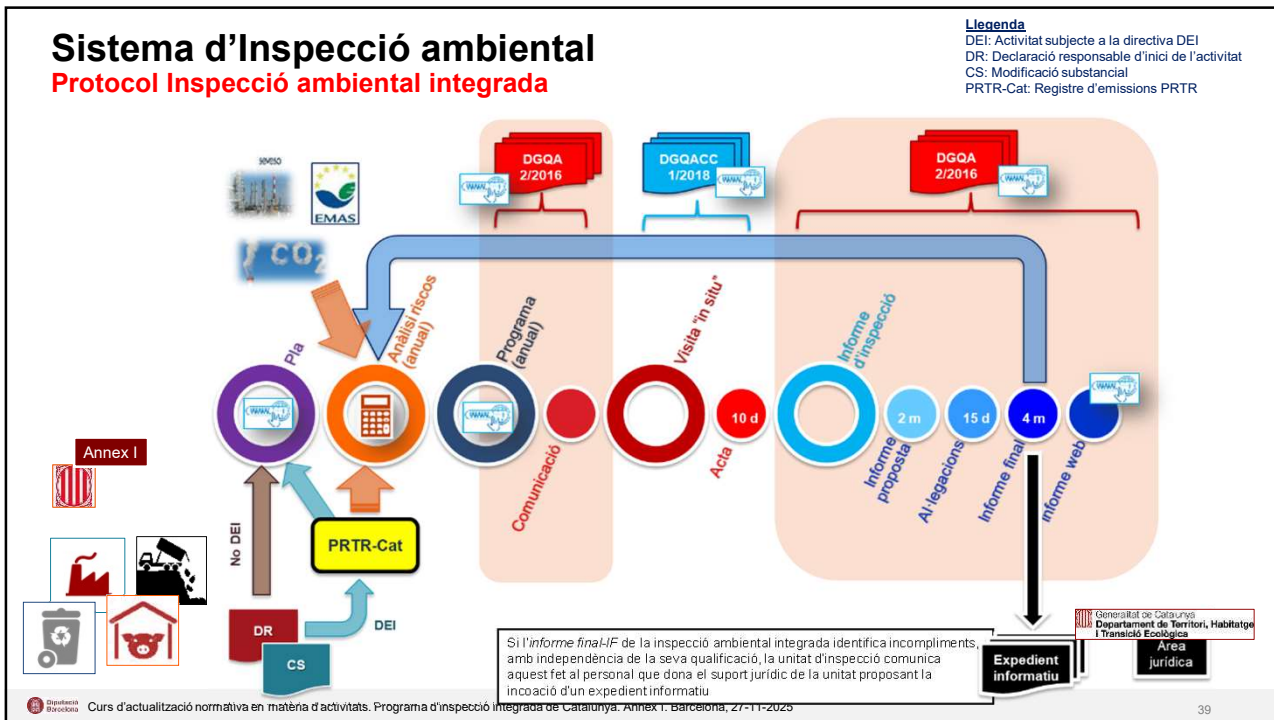 Sistema d’Inspecció ambiental
Protocol Inspecció ambiental integrada
Llegenda
DEI: Activitat subjecte a la directiva DEI
DR: Declaració responsable d’inici de l’activitat
CS: Modificació substancial
PRTR-Cat: Registre d’emissions PRTR
EMAS
CO2
DGQA
2/2016
DGQACC
1/2018
DGQA
2/2016
Pla
Anàlisi riscos
(anual)
Programa
(anual)
Comunicació
Visita “in situ”
10 d
Acta
Informe
d’inspecció
2 m
Informe
proposta
15 d
Al·legacions
4 m
Informe final
informe web
Annex I
No DEI
PRTR-Cat
DR
CS
DEI
Si l’informe final-IF de la inspecció ambiental integrada identifica incompliments,
amb independència de la seva qualificació, la unitat d’inspecció comunica
aquest fet al personal que dona el suport jurídic de la unitat proposant la
incoació d’un expedient informatiu
Expedient
informatiu
Generalitat de Catalunya
Departament de Territori, Habitatge
i Transició Ecològica
Àrea
jurídica
Diputació
Barcelona
Curs d’actualització normativa en matèria d’activitats. Programa d’inspecció integrada de Catalunya. Annex I. Barcelona, 27-11-2025
39